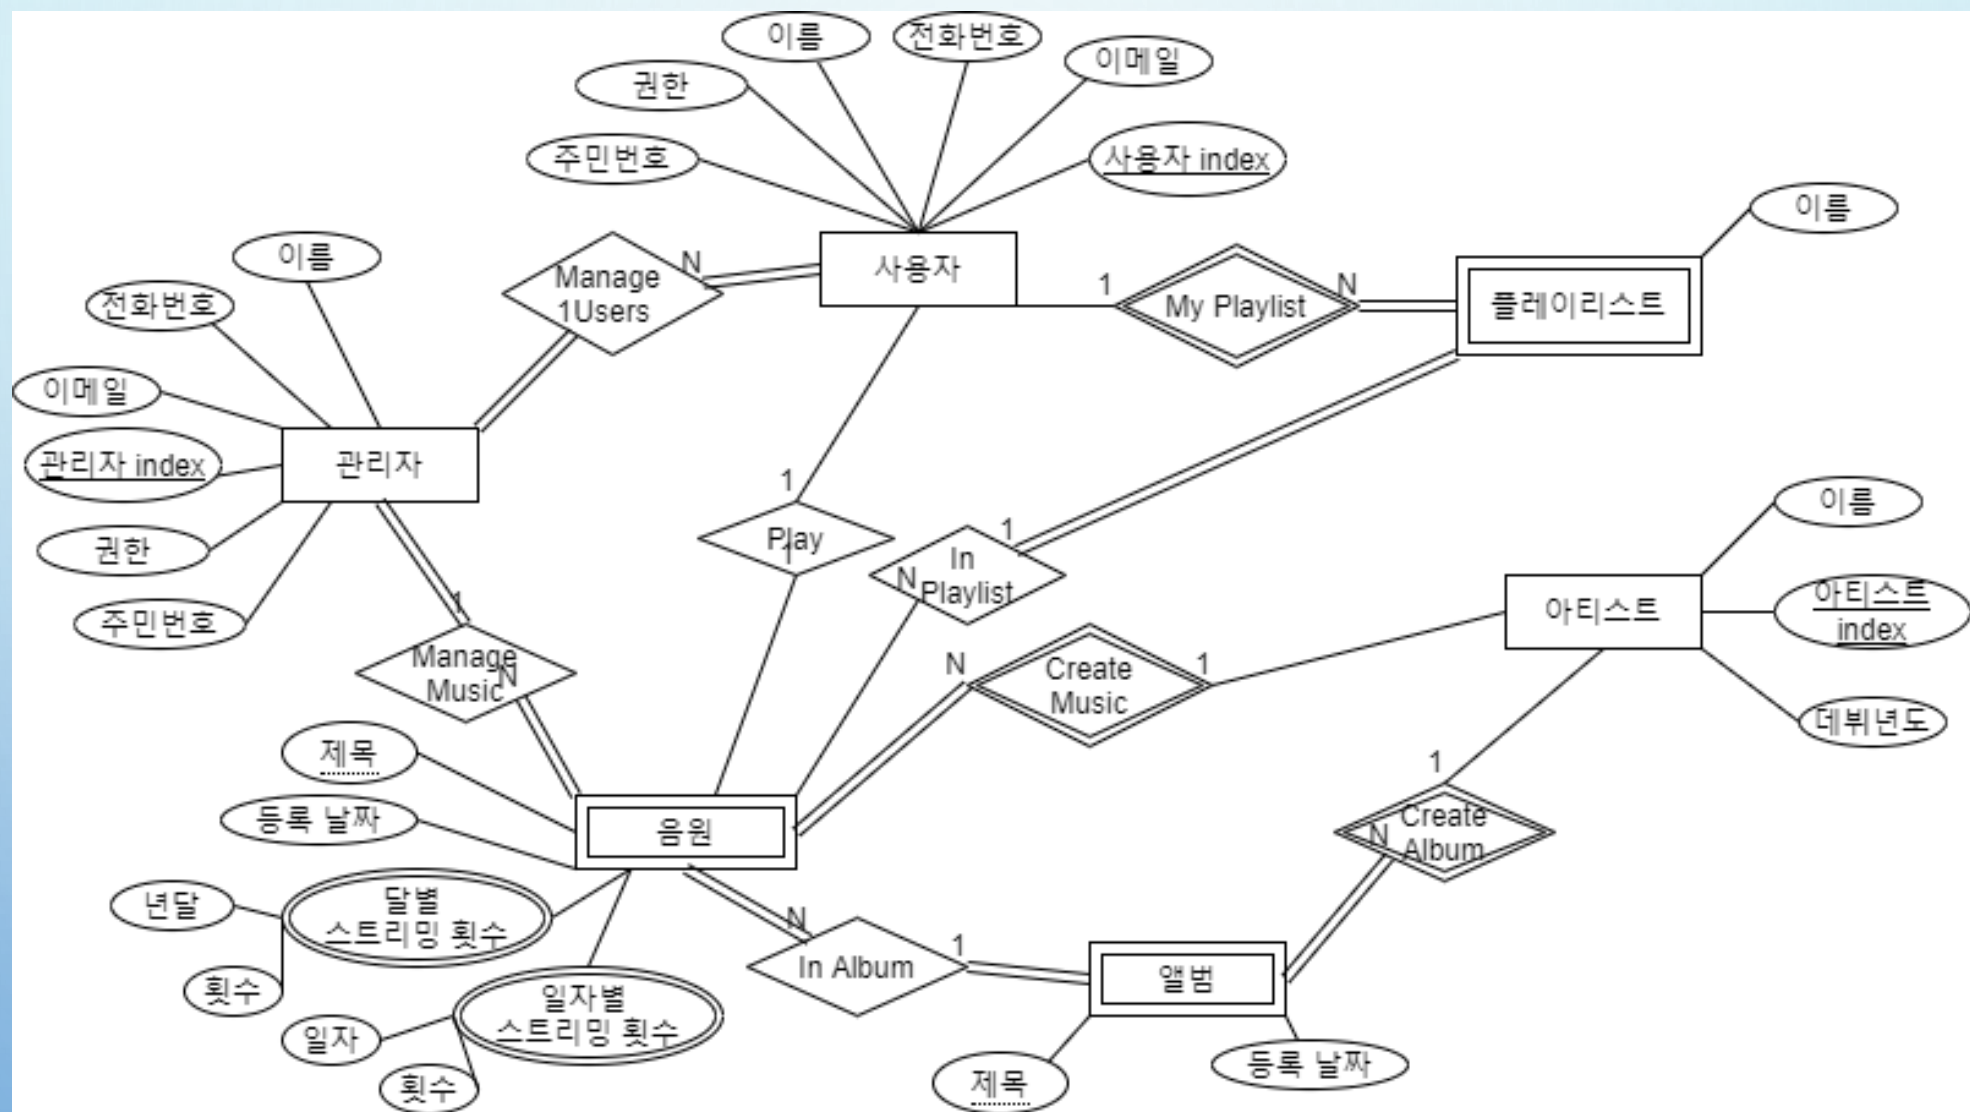 이름
전화번호
이메일
권한
주민번호
사용자 index
이름
이름
사용자
Manage
1Users
N
1
My Playlist
N
플레이리스트
전화번호
이메일
관리자 index
관리자
권한
주민번호
1
Play
1
1
In
Playlist
N
이름
아티스트
아티스트
index
데뷔년도
1
Manage
Music
N
N
Create
Music
1
제목
등록 날짜
음원
1
Create
Album
N
년달
달별
스트리밍 횟수
횟수
N
In Album
1
앨범
일자별
스트리밍 횟수
일자
횟수
제목
등록 날짜